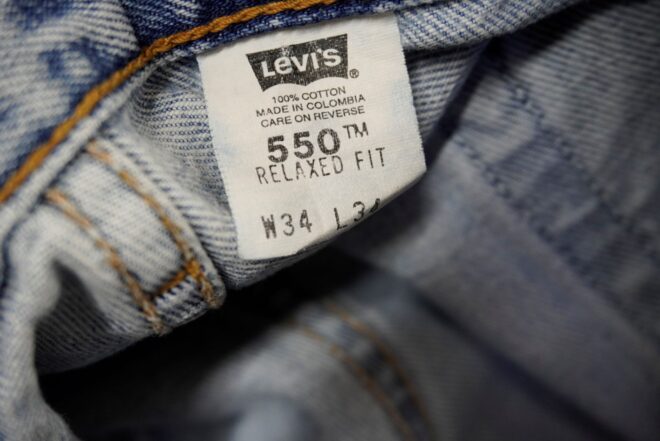 Levi's®
100% COTTON
MADE IN COLOMBIA
CARE ON REVERSE
550™
RELAXED FIT
W34